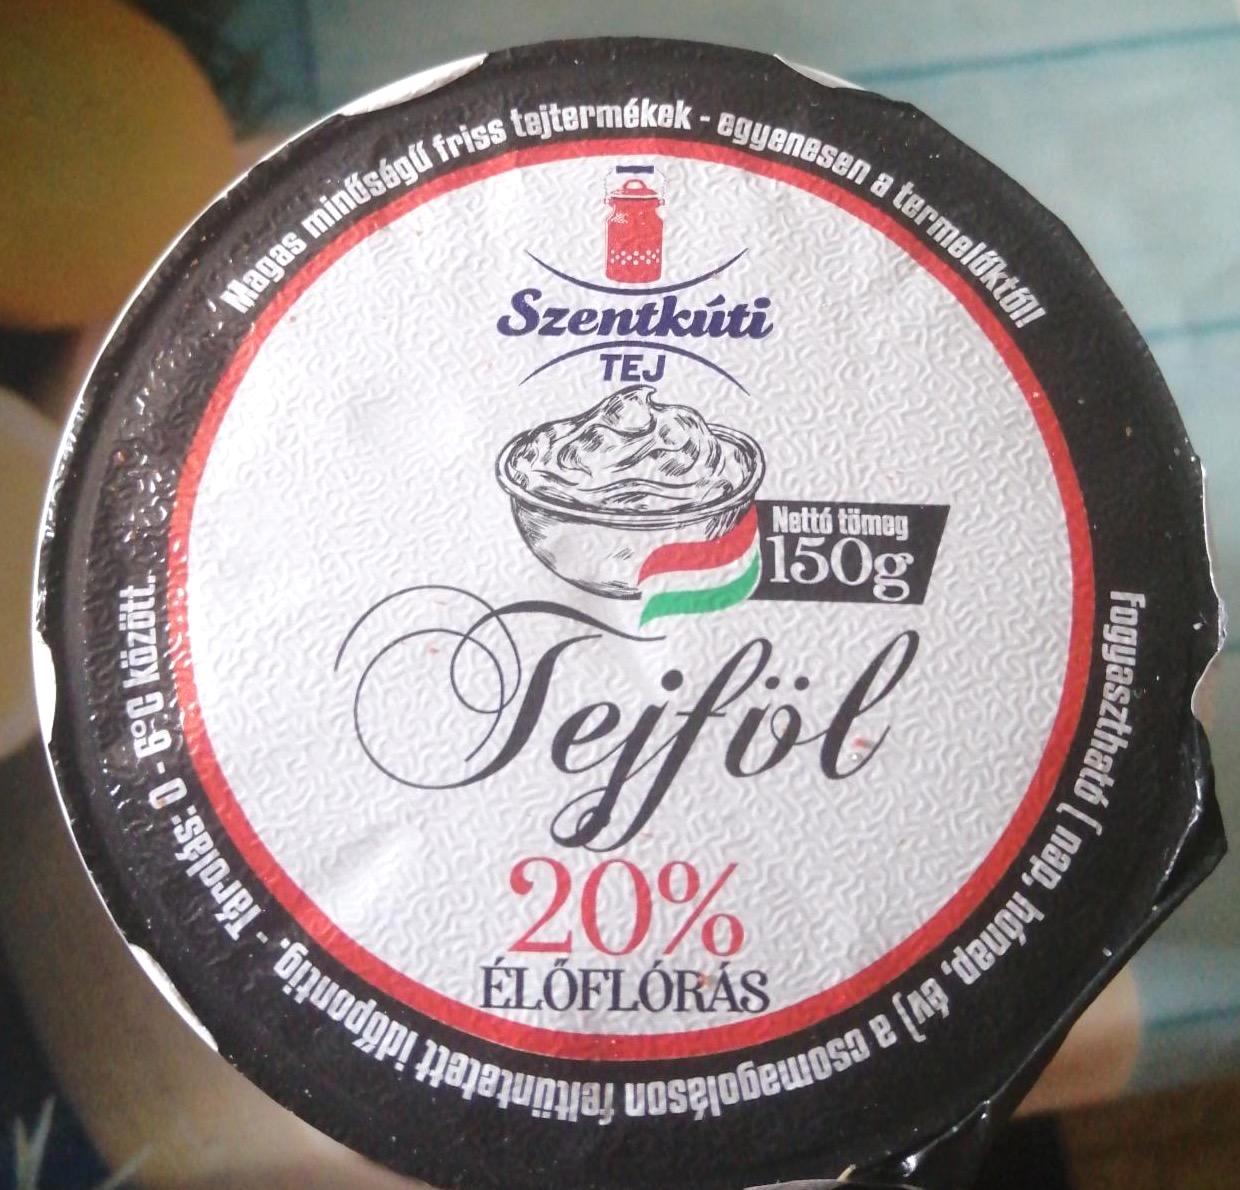 Magas minűségű friss tejtermékek - egyenesen a termelőktől!
Szentkúti
TEJ
Nettó tömeg
150g
Tejföl
20%
ÉLŐFLÓRÁS
Fogyasztható ( nap, hónap, év) a csomagoláson feltüntetett időpontig. - Tárolás: 0 - 6°C között.